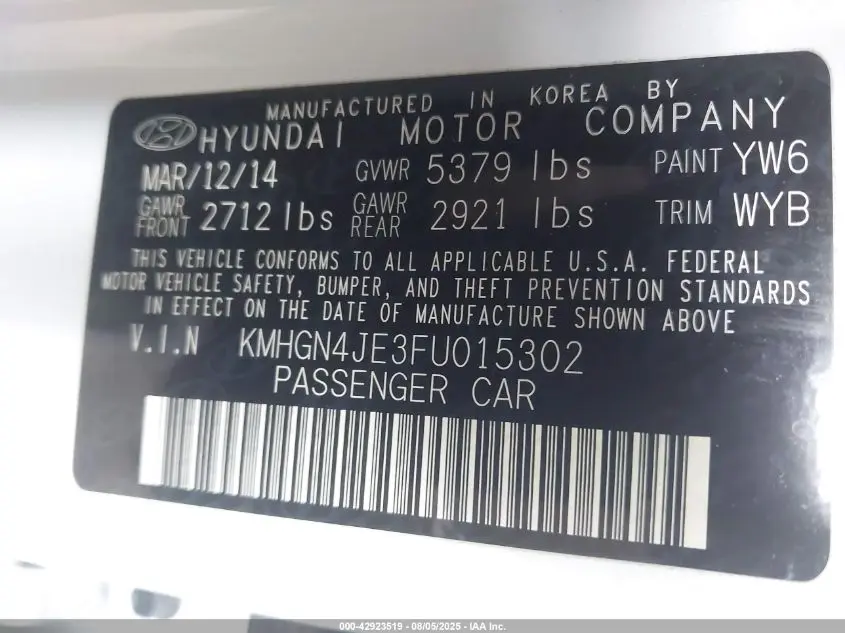 MANUFACTURED IN KOREA BY
HYUNDAI MOTOR COMPANY
MAR/12/14 GVWR 5379 lbs PAINT YW6
GAWR FRONT 2712 lbs GAWR REAR 2921 lbs TRIM WYB
THIS VEHICLE CONFORMS TO ALL APPLICABLE U.S.A. FEDERAL
MOTOR VEHICLE SAFETY, BUMPER, AND THEFT PREVENTION STANDARDS
IN EFFECT ON THE DATE OF MANUFACTURE SHOWN ABOVE
V.I.N KMHGN4JE3FU015302
PASSENGER CAR
000-42923519 - 08/05/2025 - IAA Inc.